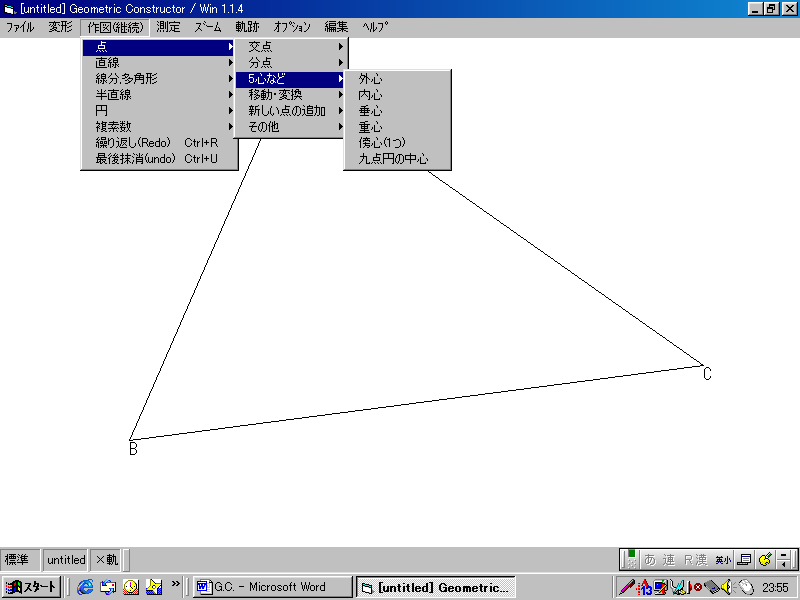 [untitled] Geometric Constructor / Win 1.1.4
ファイル 変形 作図(継続) 測定 ズーム 軌跡 オプション 編集 ヘルプ
点
直線
線分,多角形
半直線
円
複素数
繰り返し(Redo) Ctrl+R
最後抹消(undo) Ctrl+U
交点
分点
5心など
移動・変換
新しい点の追加
その他
外心
内心
垂心
重心
傍心(1つ)
九点円の中心
C
B
標準 untitled ×軌
あ 連 R漢 英小
スタート G.C. - Microsoft Word [untitled] Geometric... 23:55